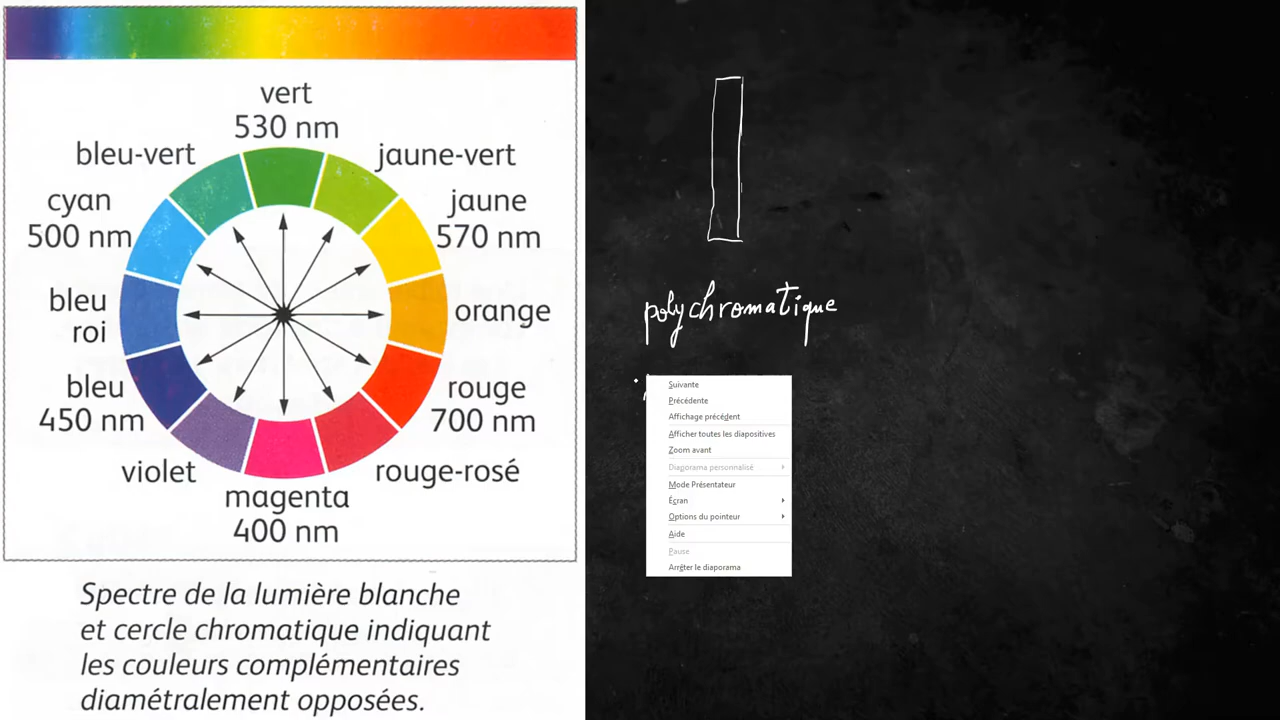 vert
530 nm
bleu-vert
jaune-vert
cyan
500 nm
jaune
570 nm
bleu
roi
orange
bleu
450 nm
rouge
700 nm
violet
rouge-rosé
magenta
400 nm
Spectre de la lumière blanche
et cercle chromatique indiquant
les couleurs complémentaires
diamétralement opposées.
polychromatique
Suivante
Précédente
Affichage précédent
Afficher toutes les diapositives
Zoom avant
Diaporama personnalisé
Mode Présentateur
Écran
Options du pointeur
Aide
Pause
Arrêter le diaporama